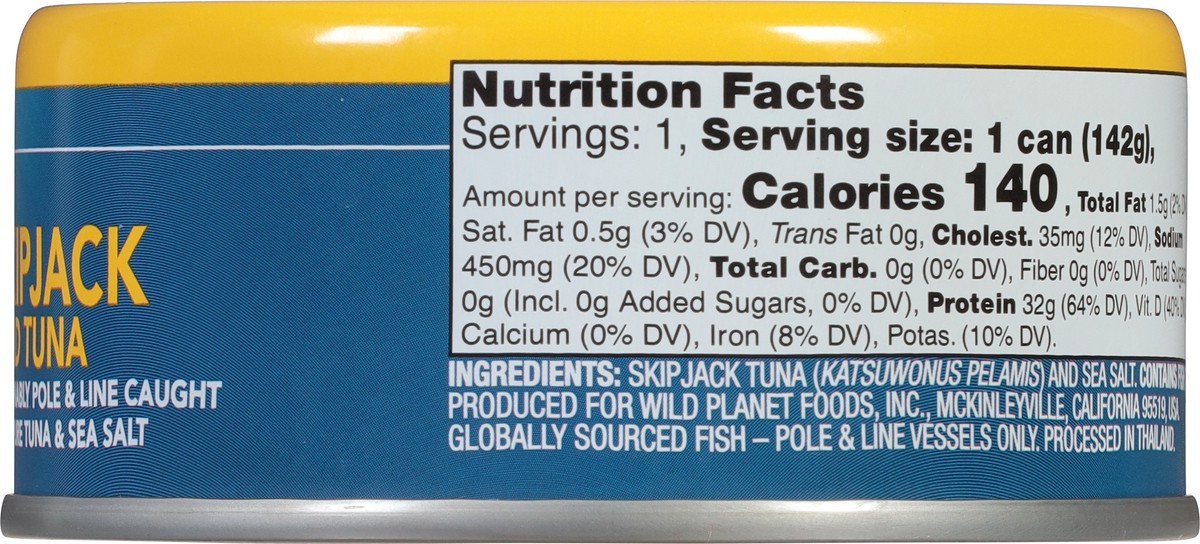 JACK
TUNA
POLE & LINE CAUGHT
TUNA & SEA SALT
Nutrition Facts
Servings: 1, Serving size: 1 can (142g),
Amount per serving: Calories 140, Total Fat 1.5g (2%
Sat. Fat 0.5g (3% DV), Trans Fat 0g, Cholest. 35mg (12% DV), Sodium
450mg (20% DV), Total Carb. 0g (0% DV), Fiber 0g (0% DV), Total
0g (Incl. 0g Added Sugars, 0% DV), Protein 32g (64% DV), Vit. D (40%
Calcium (0% DV), Iron (8% DV), Potas. (10% DV).
INGREDIENTS: SKIPJACK TUNA (KATSUWONUS PELAMIS) AND SEA SALT. CONTAINS
PRODUCED FOR WILD PLANET FOODS, INC., MCKINLEYVILLE, CALIFORNIA 95519, USA
GLOBALLY SOURCED FISH – POLE & LINE VESSELS ONLY. PROCESSED IN THAILAND.